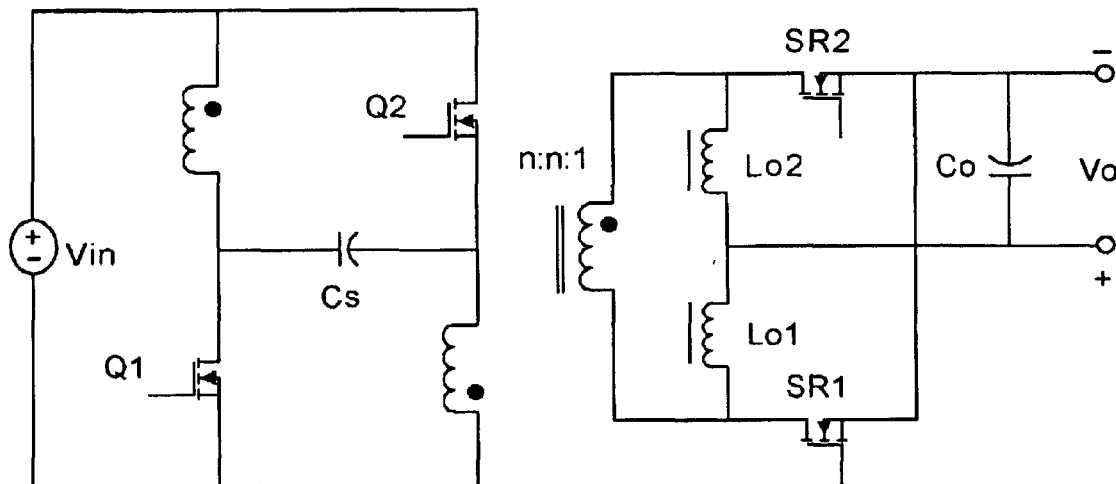 SR2
−
Q2
n:n:1
Lo2
Co
Vo
+
-
Vin
Cs
+
Lo1
Q1
SR1